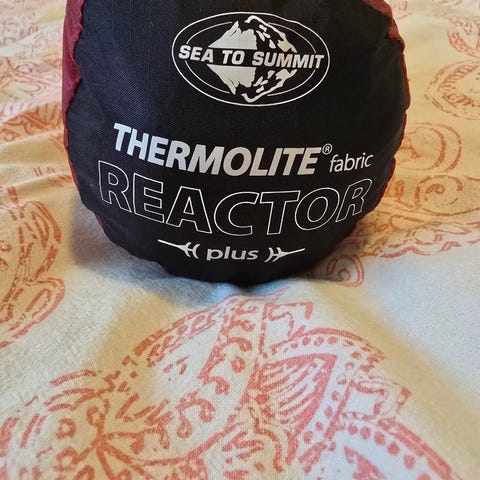 SEA TO SUMMIT
THERMOLITE® fabric
REACTOR
plus